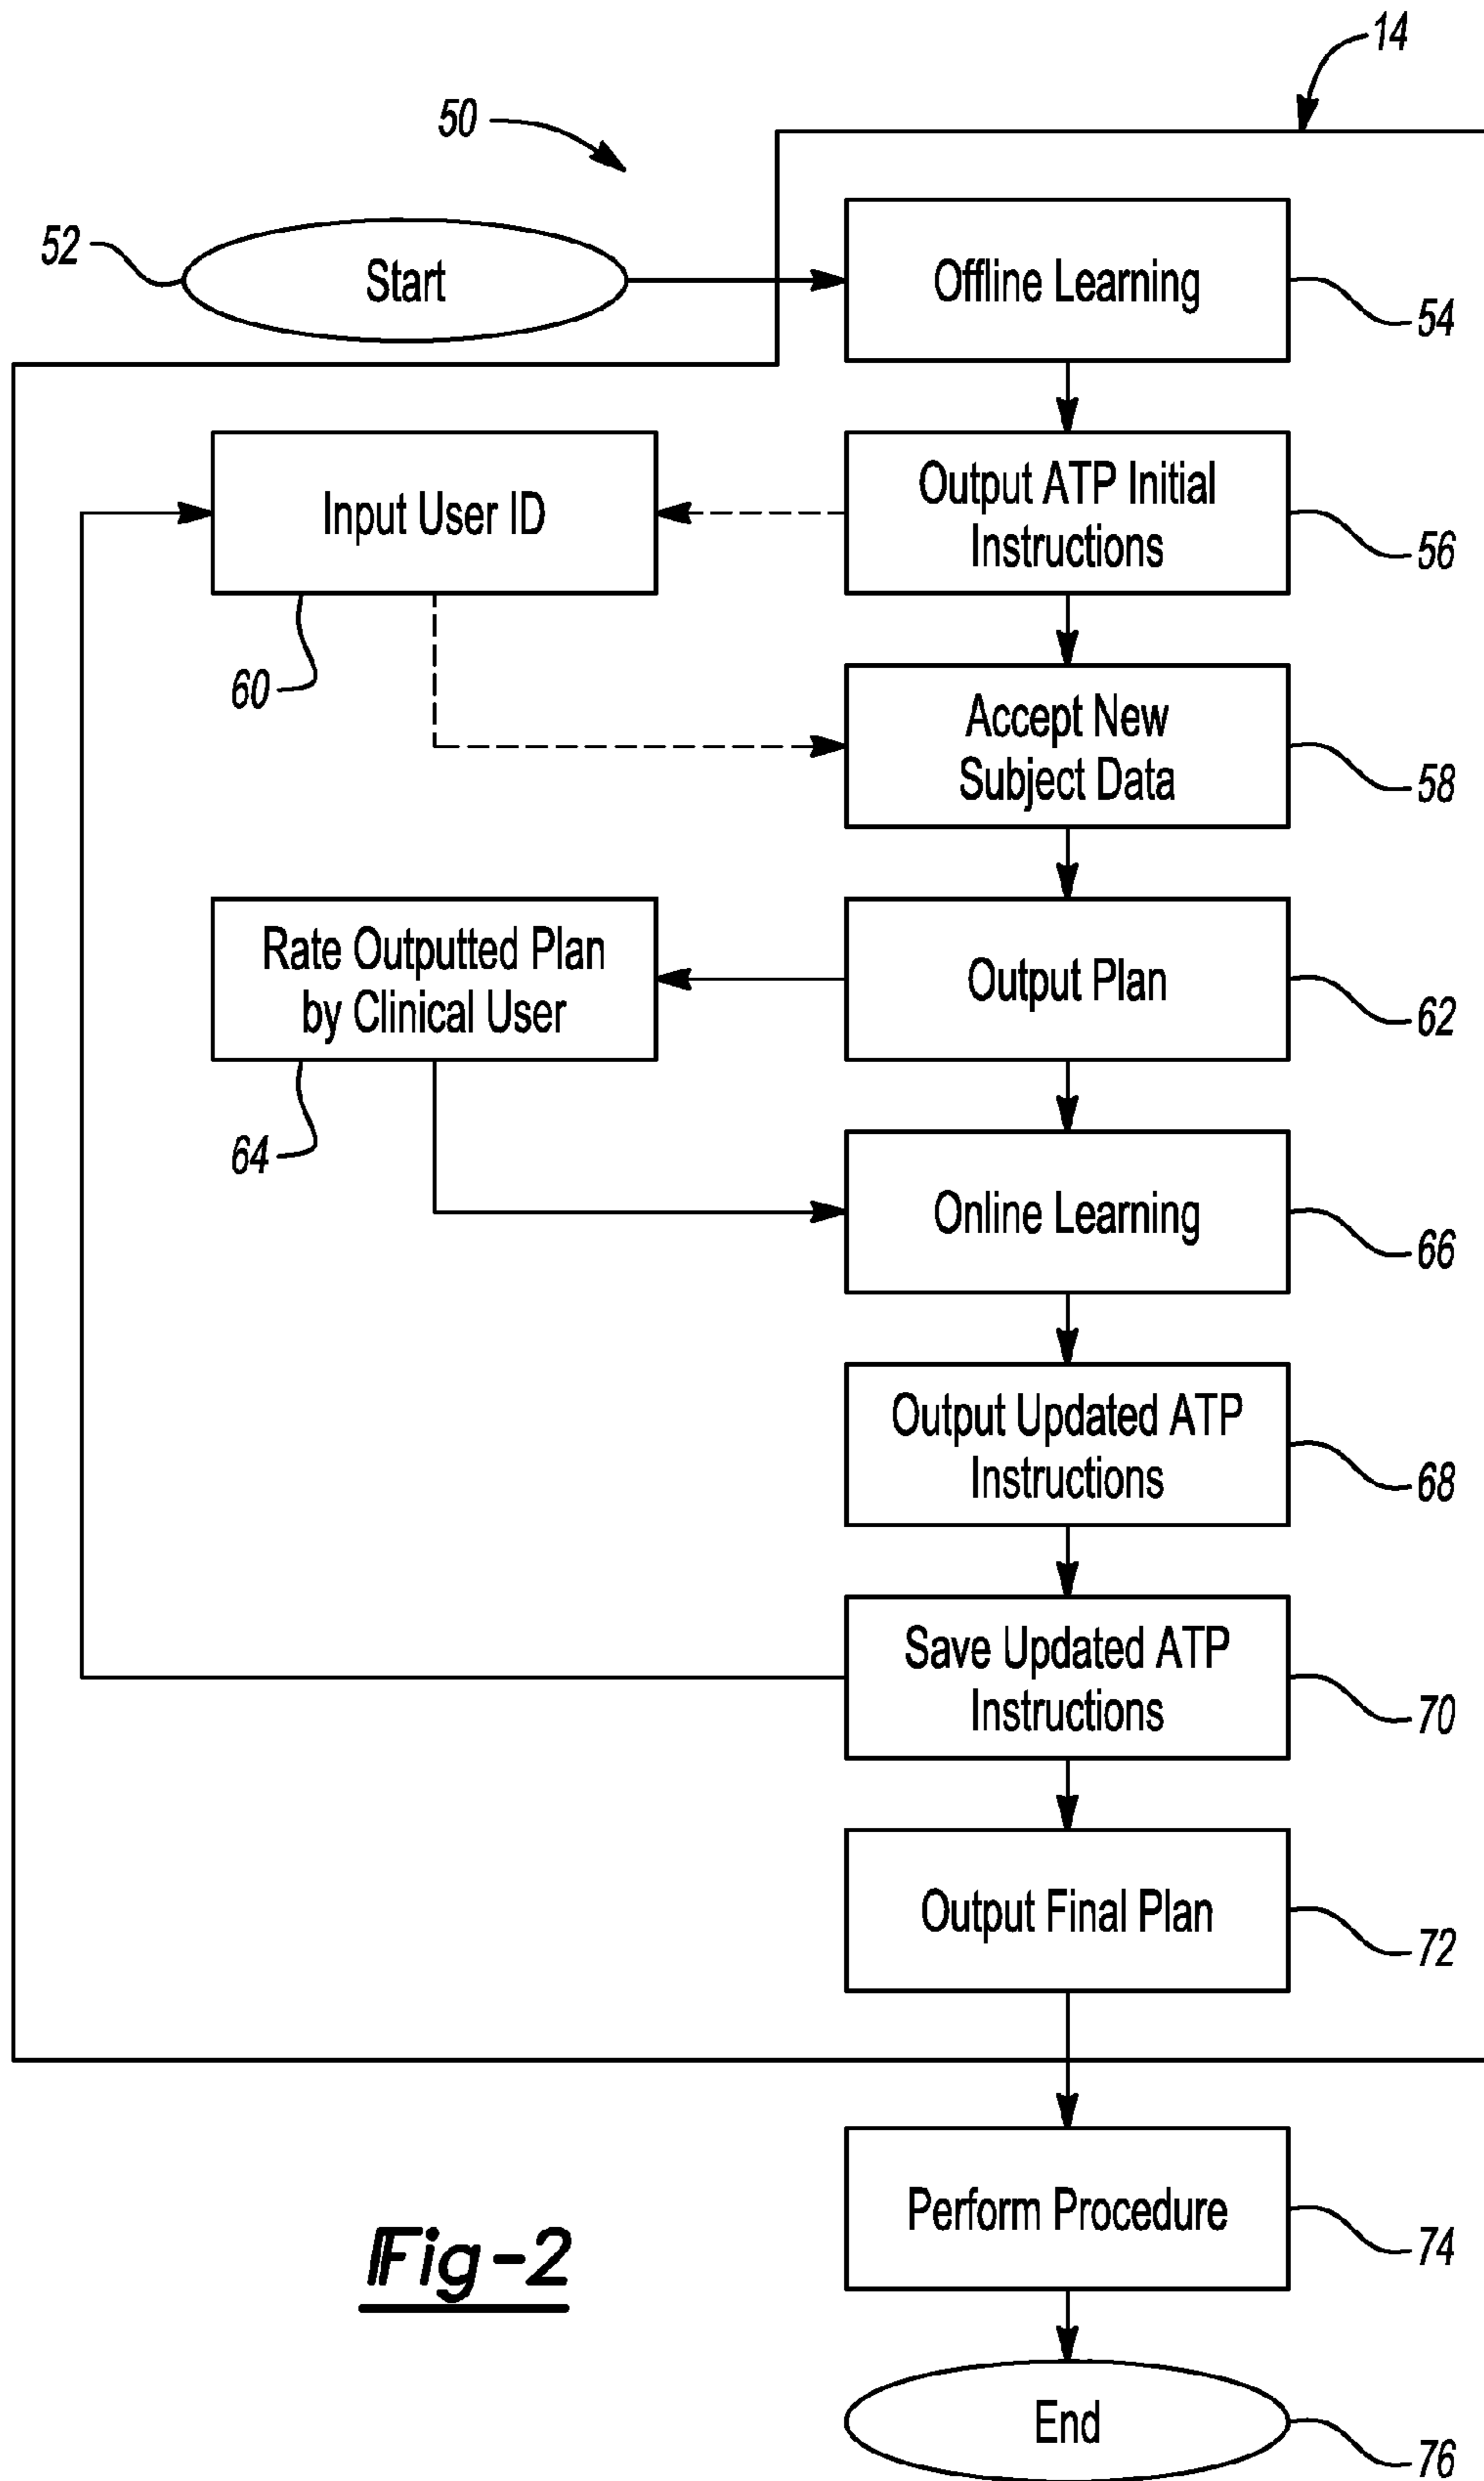 14
50
52
Start
Offline Learning
54
Input User ID
Output ATP Initial
Instructions
56
60
Accept New
Subject Data
58
Rate Outputted Plan
by Clinical User
Output Plan
62
64
Online Learning
66
Output Updated ATP
Instructions
68
Save Updated ATP
Instructions
70
Output Final Plan
72
Perform Procedure
74
Fig-2
End
76